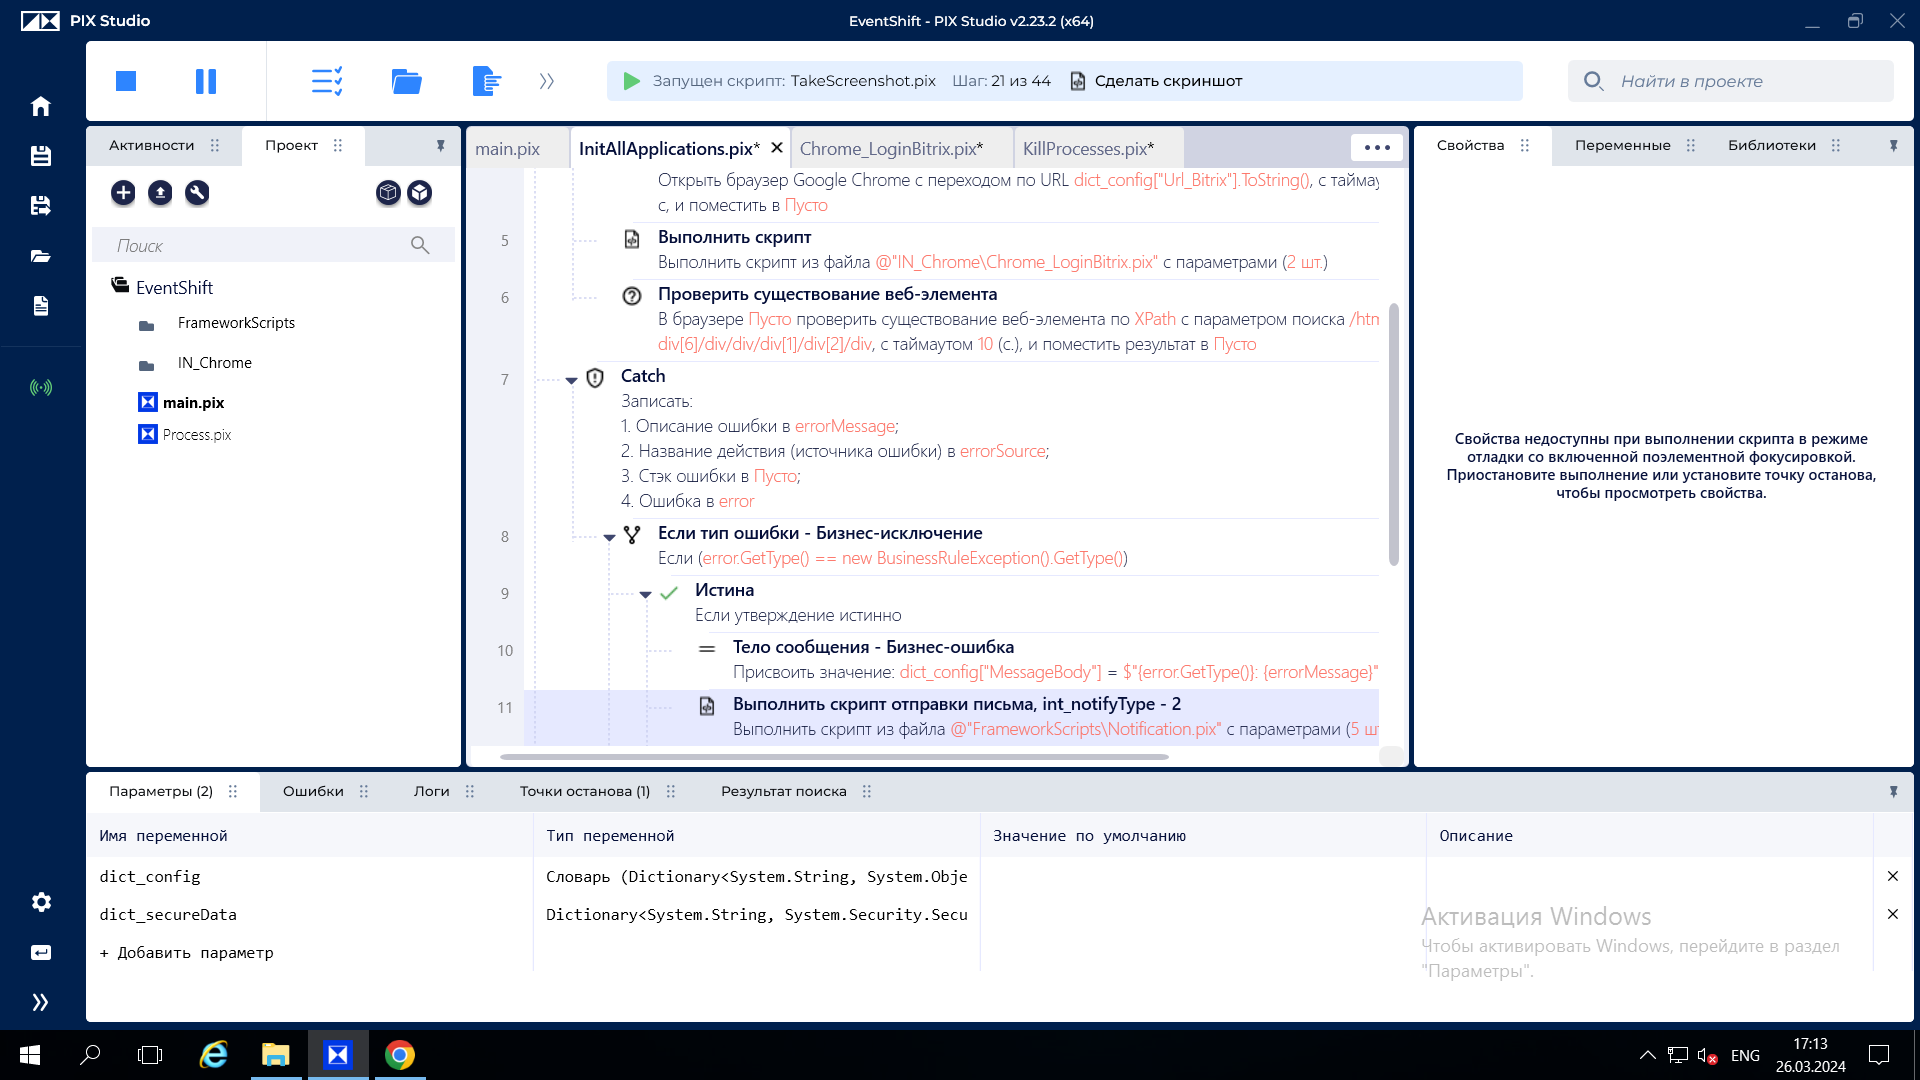 PIX Studio
EventShift - PIX Studio v2.23.2 (x64)
Запущен скрипт: TakeScreenshot.pix Шаг: 21 из 44 Сделать скриншот
Найти в проекте
Активности
Проект
Поиск
EventShift
FrameworkScripts
IN_Chrome
main.pix
Process.pix
main.pix
InitAllApplications.pix*
Chrome_LoginBitrix.pix*
KillProcesses.pix*
Открыть браузер Google Chrome с переходом по URL dict_config["Url_Bitrix"].ToString(), с тайма
с, и поместить в Пусто
5
Выполнить скрипт
Выполнить скрипт из файла @"IN_Chrome\Chrome_LoginBitrix.pix" с параметрами (2 шт.)
6
Проверить существование веб-элемента
В браузере Пусто проверить существование веб-элемента по XPath с параметром поиска /htm
div[6]/div/div/div[1]/div[2]/div, с таймаутом 10 (с.), и поместить результат в Пусто
7
Catch
Записать:
1. Описание ошибки в errorMessage;
2. Название действия (источника ошибки) в errorSource;
3. Стэк ошибки в Пусто;
4. Ошибка в error
8
Если тип ошибки - Бизнес-исключение
Если (error.GetType() == new BusinessRuleException().GetType())
9
Истина
Если утверждение истинно
10
Тело сообщения - Бизнес-ошибка
Присвоить значение: dict_config["MessageBody"] = $"{error.GetType()}: {errorMessage}"
11
Выполнить скрипт отправки письма, int_notifyType - 2
Выполнить скрипт из файла @"FrameworkScripts\Notification.pix" с параметрами (5 шт
Свойства
Переменные
Библиотеки
Свойства недоступны при выполнении скрипта в режиме
отладки со включенной поэлементной фокусировкой.
Приостановите выполнение или установите точку останова,
чтобы просмотреть свойства.
Параметры (2)
Ошибки
Логи
Точки останова (1)
Результат поиска
Имя переменной
Тип переменной
Значение по умолчанию
Описание
dict_config
Словарь (Dictionary<System.String, System.Obje
dict_secureData
Dictionary<System.String, System.Security.Secu
+ Добавить параметр
Активация Windows
Чтобы активировать Windows, перейдите в раздел
"Параметры".
ENG
17:13
26.03.2024